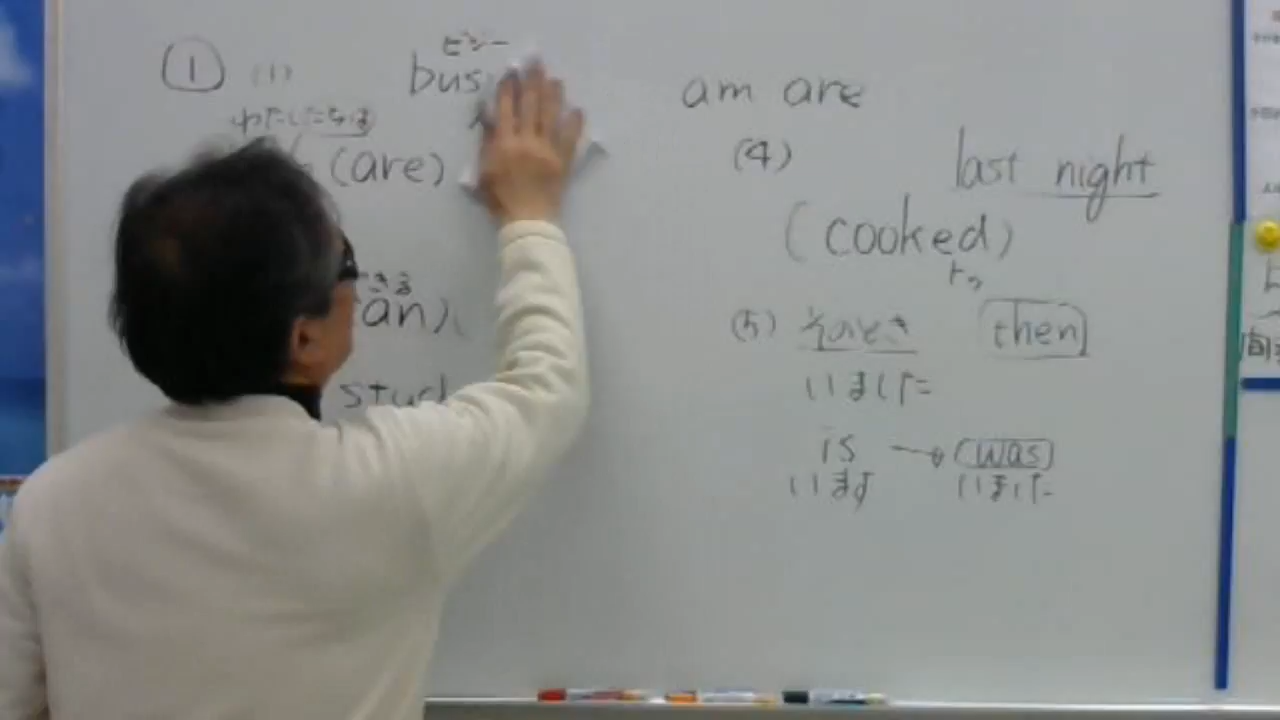 ① (1)
ビジー
bus
わたしたちは
(are)
きる
an)
stud
am are
(4)
last night
(cooked)
トっ
(5) そのとき then
いました
is → (was)
います いました